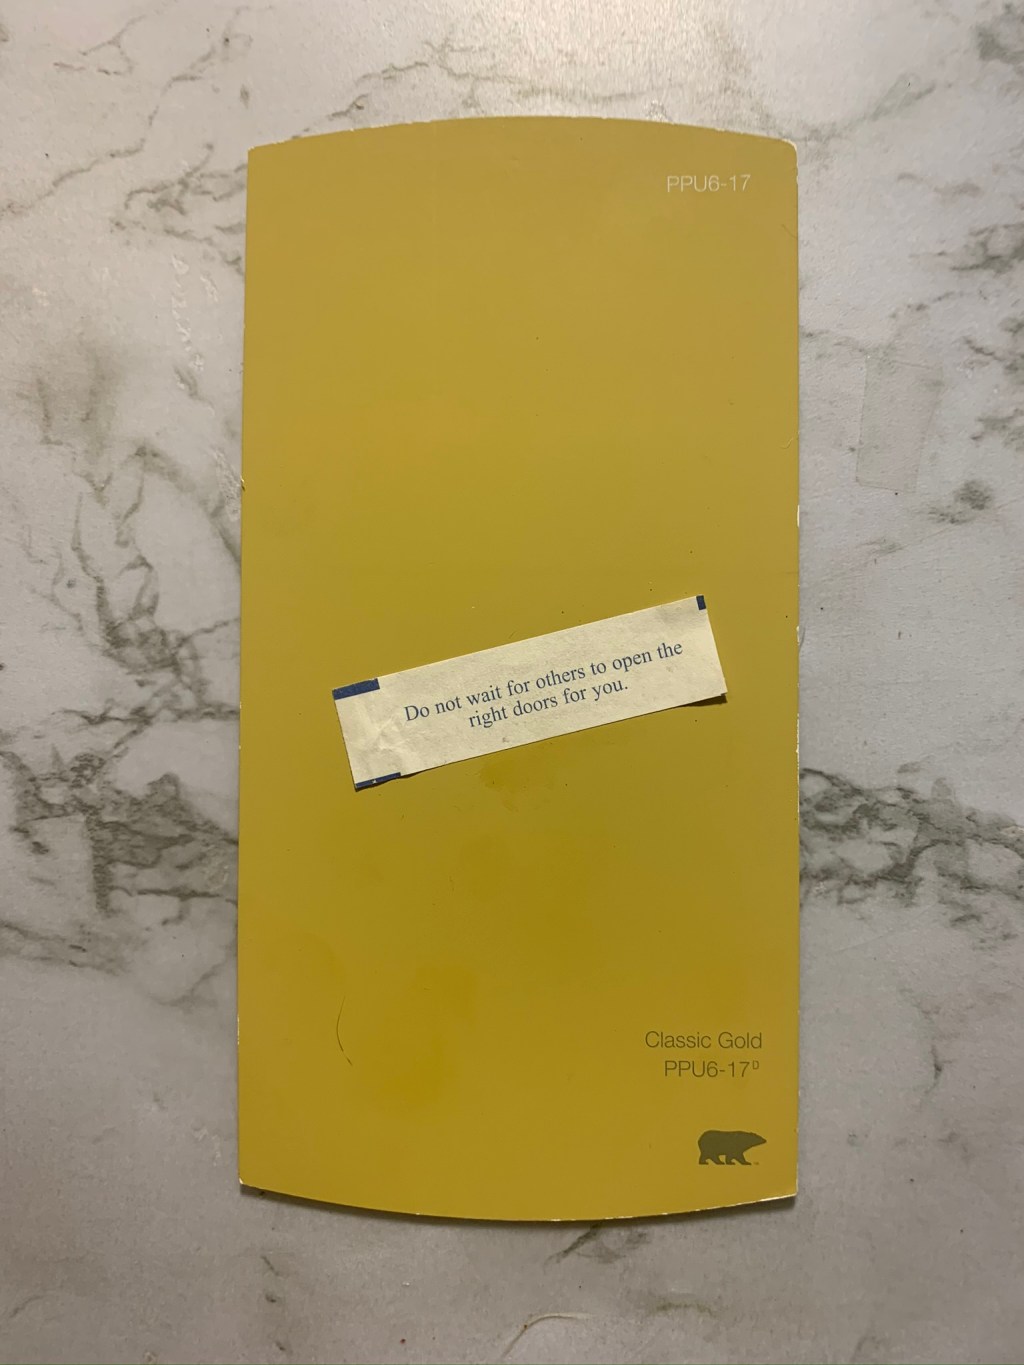 PPU6-17
Do not wait for others to open the
right doors for you.
Classic Gold
PPU6-17ᴰ